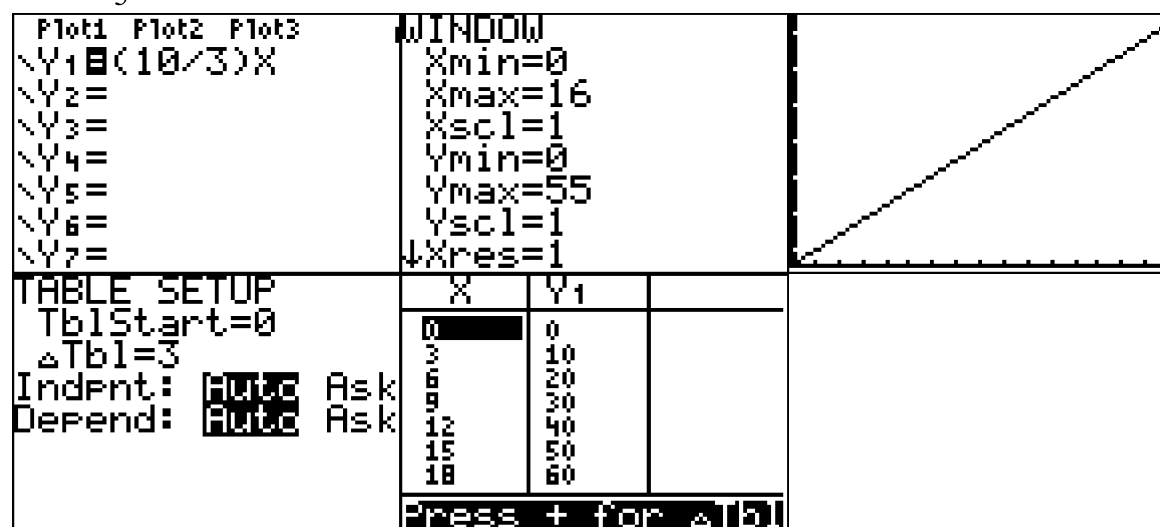 Plot1 Plot2 Plot3
\Y1=(10/3)X
\Y2=
\Y3=
\Y4=
\Y5=
\Y6=
\Y7=
WINDOW
Xmin=0
Xmax=16
Xscl=1
Ymin=0
Ymax=55
Yscl=1
↓Xres=1
TABLE SETUP
TblStart=0
△Tbl=3
Indpnt: Auto Ask
Depend: Auto Ask
X Y1
0 0
3 10
6 20
9 30
12 40
15 50
18 60
Press + for △Tbl